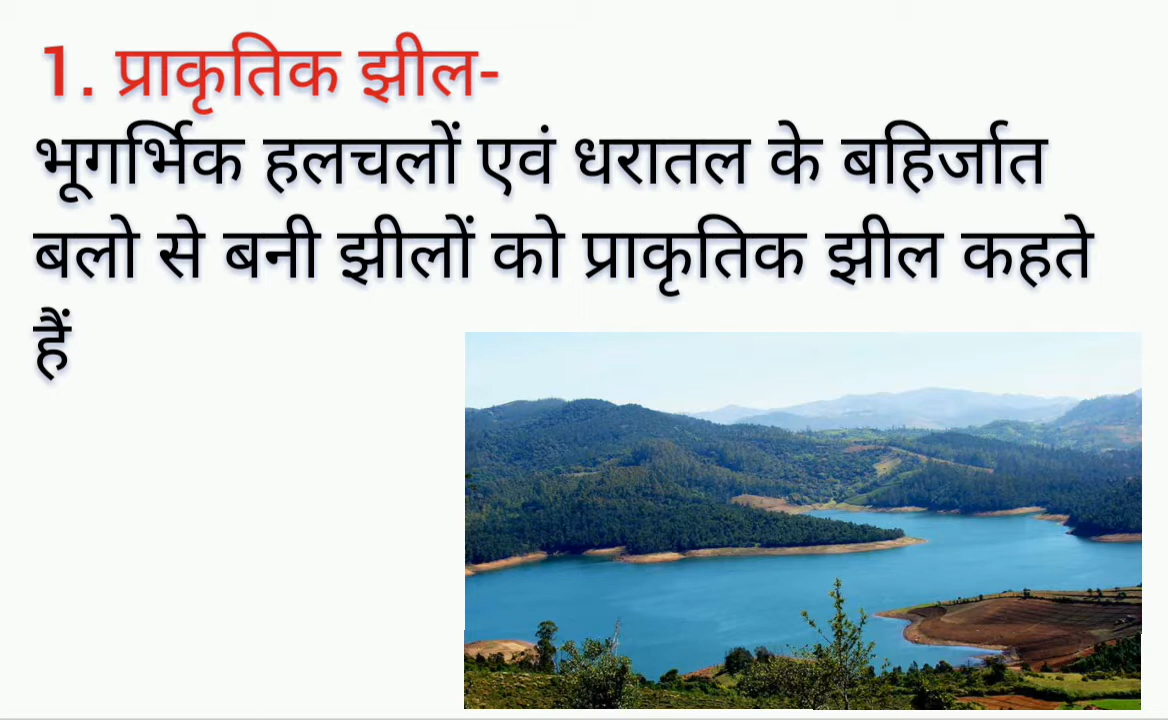 1. प्राकृतिक झील-
भूगर्भिक हलचलों एवं धरातल के बहिर्जात
बलो से बनी झीलों को प्राकृतिक झील कहते
हैं